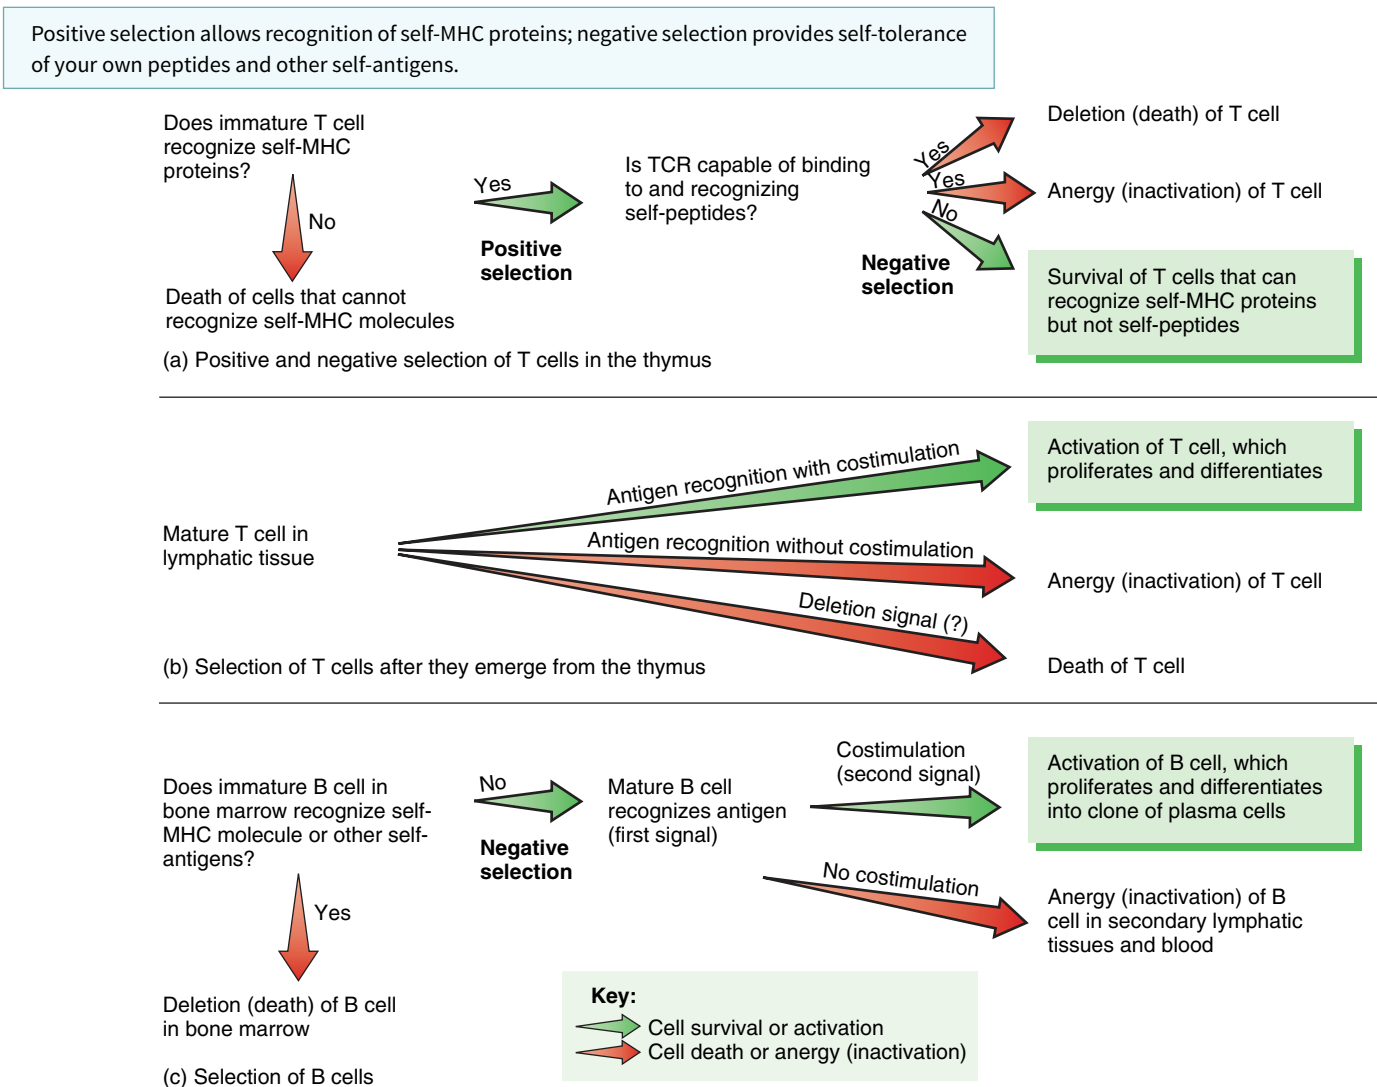 Positive selection allows recognition of self-MHC proteins; negative selection provides self-tolerance
of your own peptides and other self-antigens.
Does immature T cell
recognize self-MHC
proteins?
No
Death of cells that cannot
recognize self-MHC molecules
Yes
Positive
selection
Is TCR capable of binding
to and recognizing
self-peptides?
Negative
selection
Yes
Deletion (death) of T cell
Yes
Anergy (inactivation) of T cell
No
Survival of T cells that can
recognize self-MHC proteins
but not self-peptides
(a) Positive and negative selection of T cells in the thymus
Mature T cell in
lymphatic tissue
Antigen recognition with costimulation
Activation of T cell, which
proliferates and differentiates
Antigen recognition without costimulation
Anergy (inactivation) of T cell
Deletion signal (?)
Death of T cell
(b) Selection of T cells after they emerge from the thymus
Does immature B cell in
bone marrow recognize self-
MHC molecule or other self-
antigens?
Yes
Deletion (death) of B cell
in bone marrow
No
Negative
selection
Mature B cell
recognizes antigen
(first signal)
Costimulation
(second signal)
Activation of B cell, which
proliferates and differentiates
into clone of plasma cells
No costimulation
Anergy (inactivation) of B
cell in secondary lymphatic
tissues and blood
Key:
Cell survival or activation
Cell death or anergy (inactivation)
(c) Selection of B cells